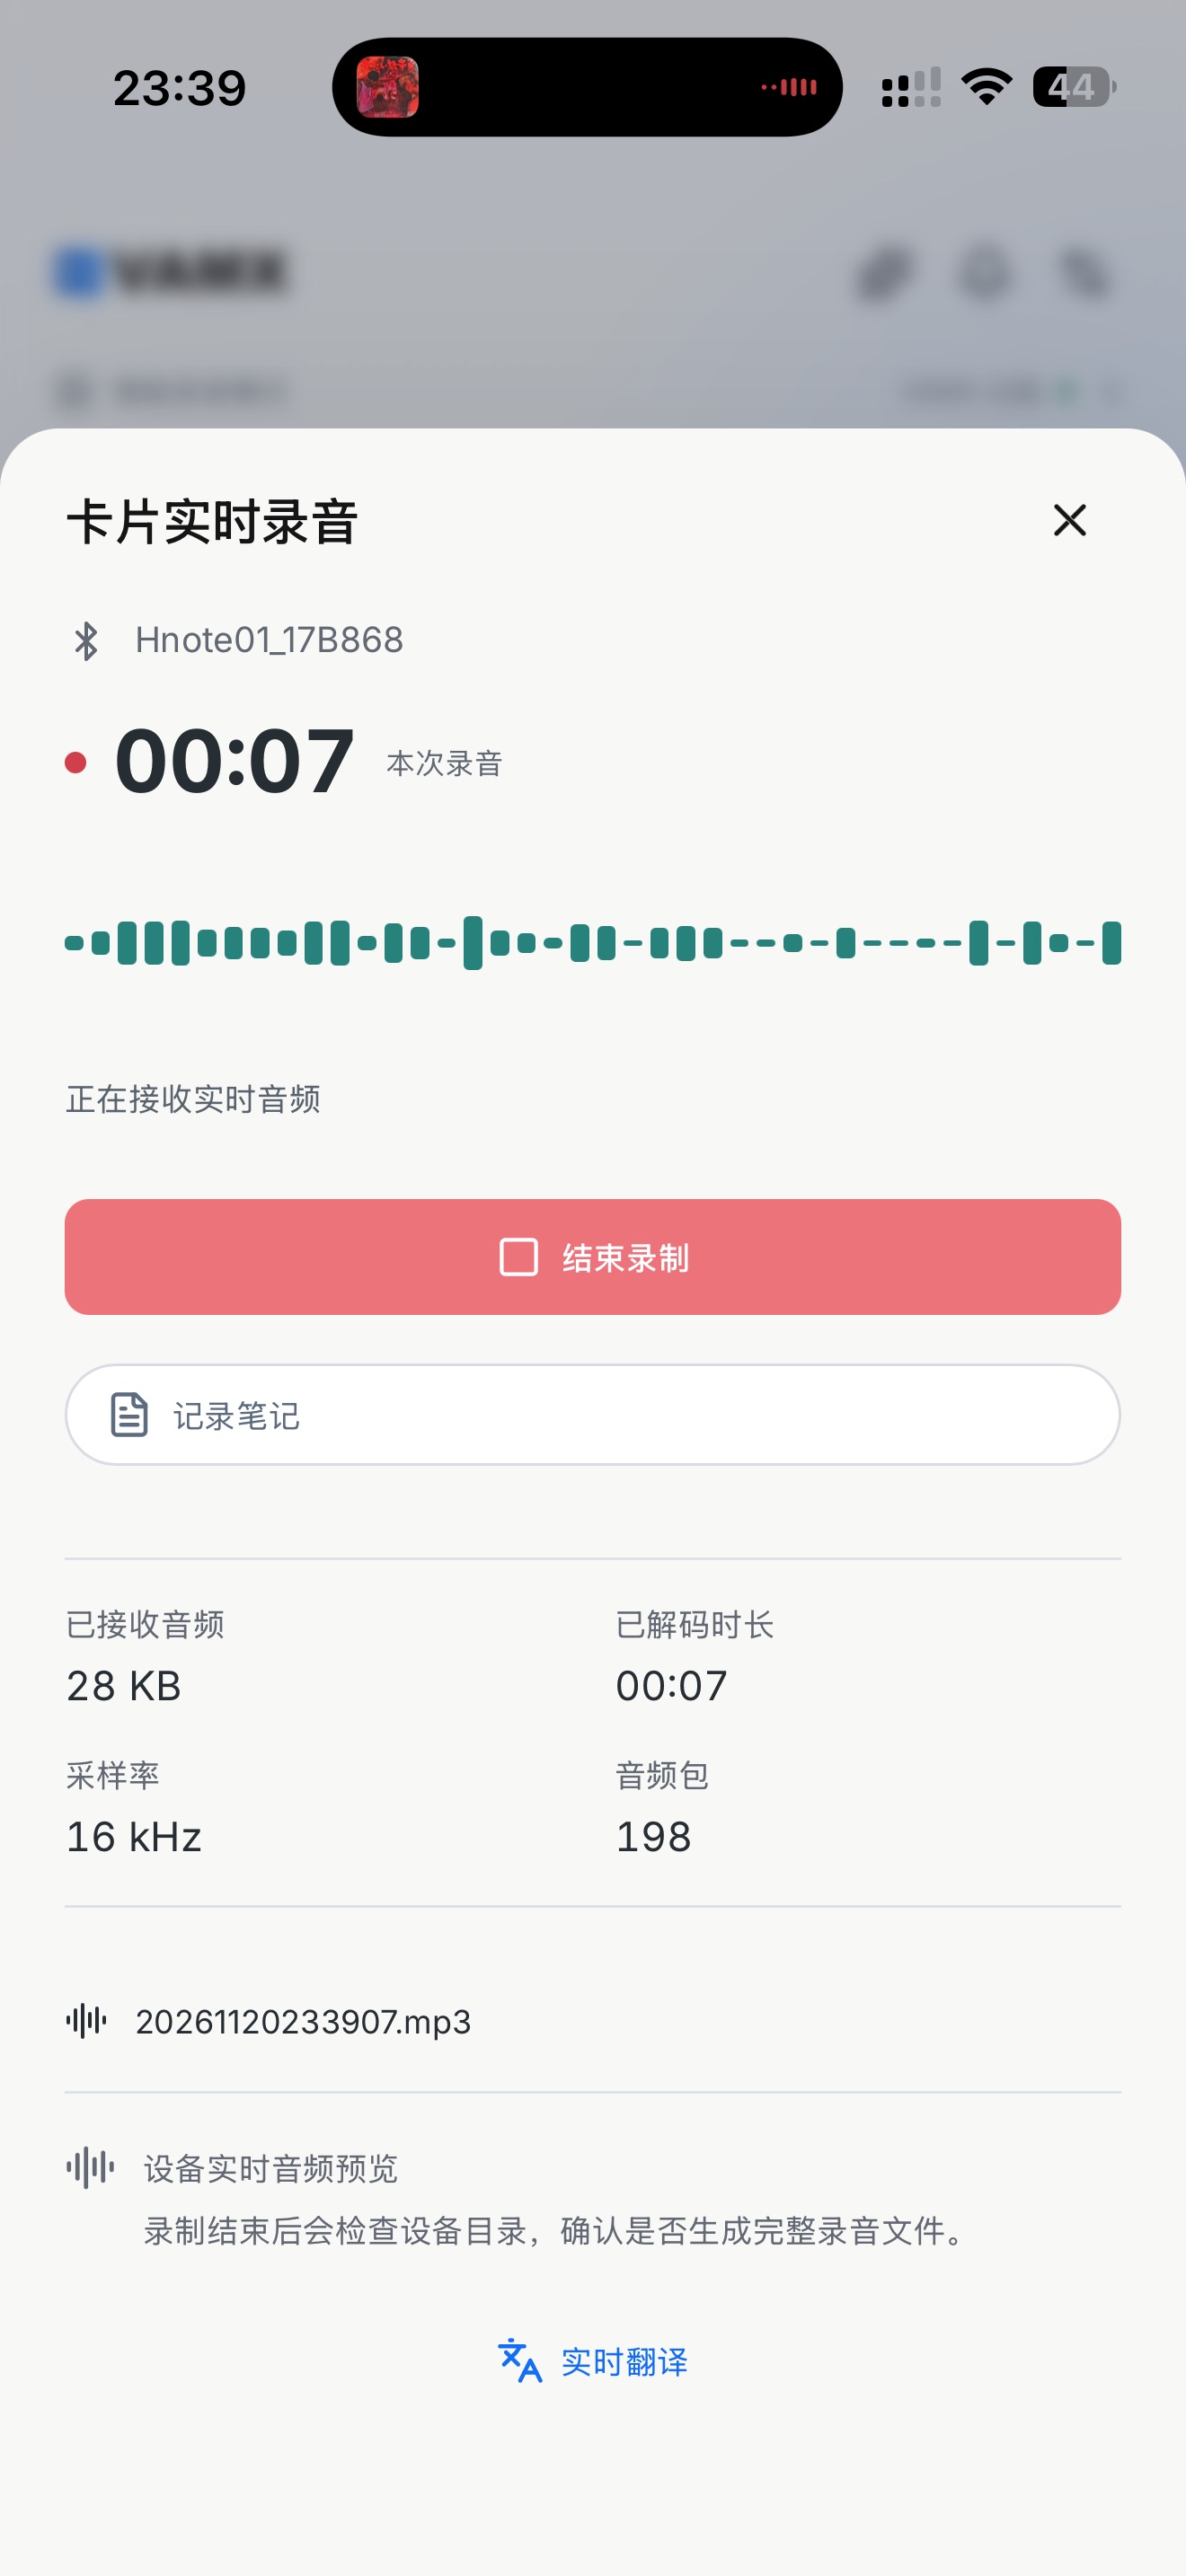 23:39
44
VAMX
卡片实时录音
Hnote01_17B868
00:07 本次录音
正在接收实时音频
结束录制
记录笔记
已接收音频 已解码时长
28 KB 00:07
采样率 音频包
16 kHz 198
20261120233907.mp3
设备实时音频预览
录制结束后会检查设备目录，确认是否生成完整录音文件。
实时翻译